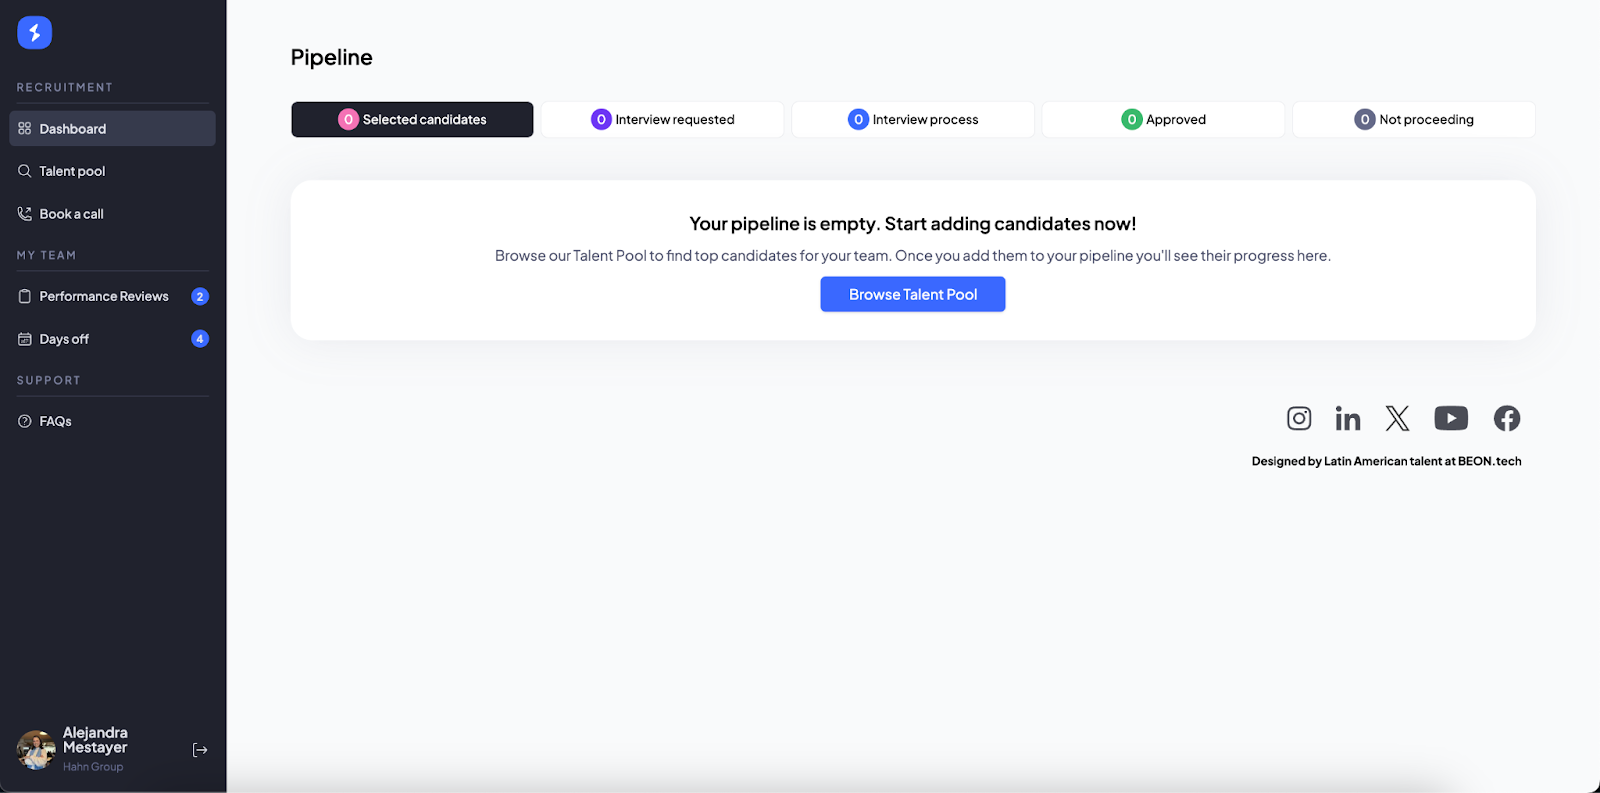 RECRUITMENT
Dashboard
Talent pool
Book a call
MY TEAM
Performance Reviews 2
Days off 4
SUPPORT
FAQs
Alejandra
Mestayer
Hahn Group
Pipeline
0 Selected candidates
0 Interview requested
0 Interview process
0 Approved
0 Not proceeding
Your pipeline is empty. Start adding candidates now!
Browse our Talent Pool to find top candidates for your team. Once you add them to your pipeline you'll see their progress here.
Browse Talent Pool
Designed by Latin American talent at BEON.tech